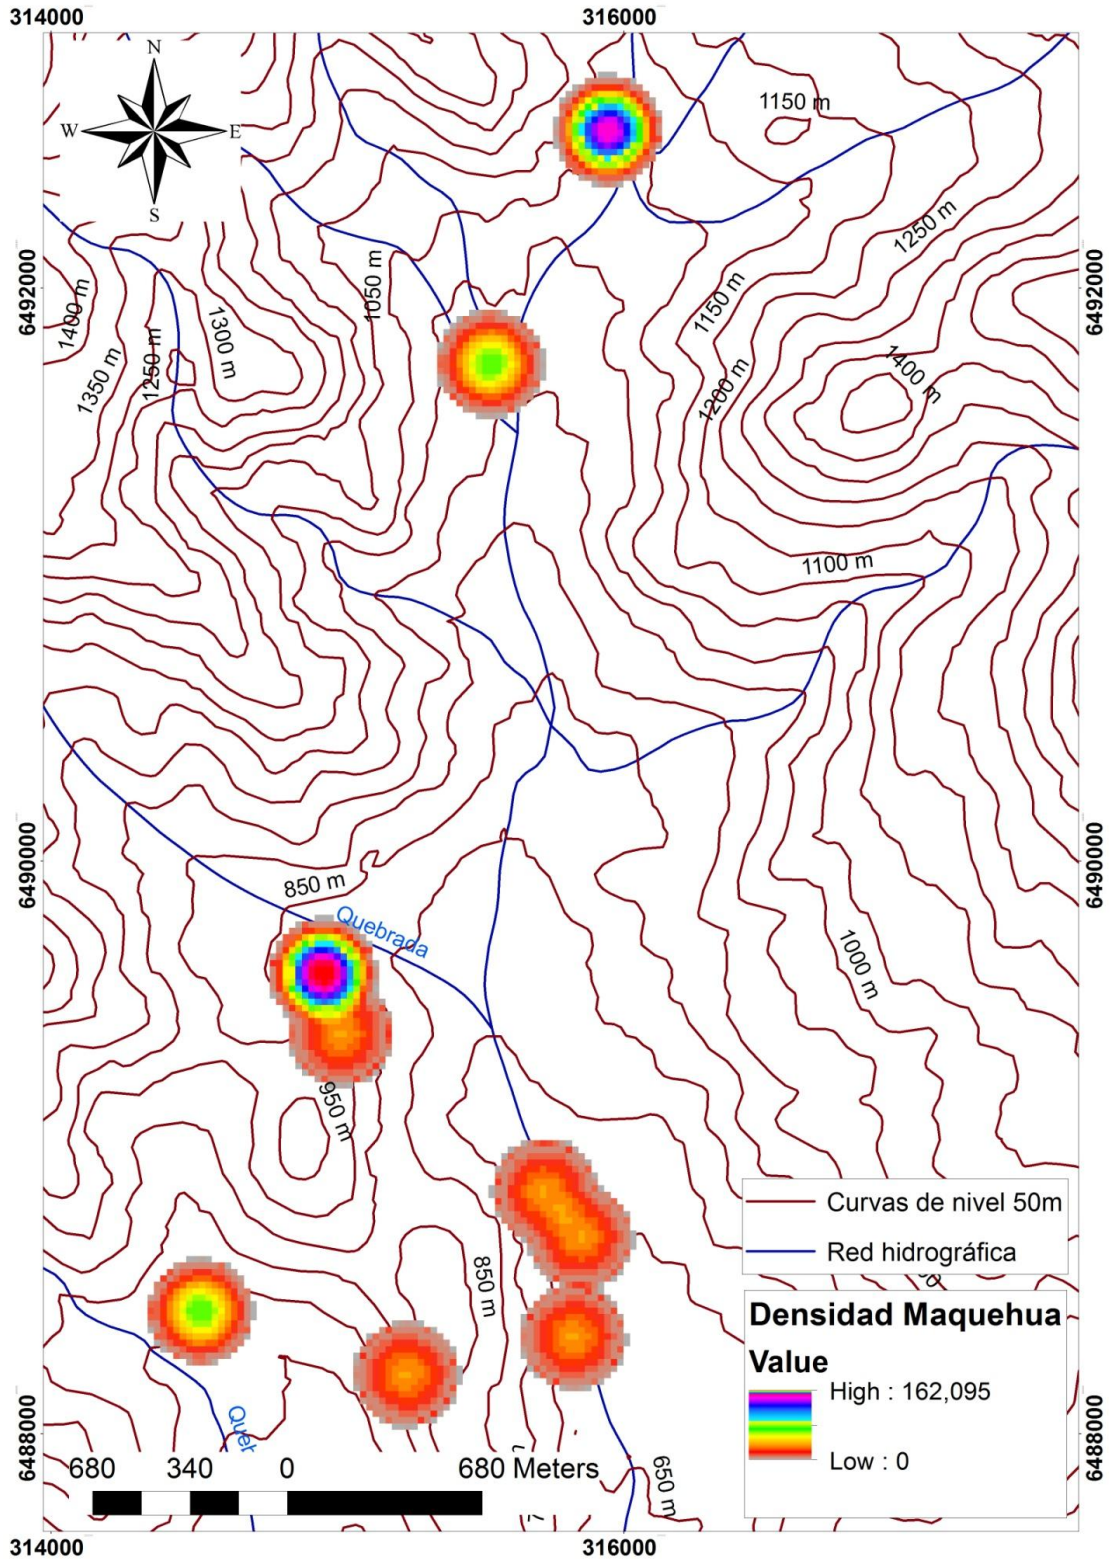 314000
316000
N
W
E
S
1150 m
1250 m
6492000
6492000
1050 m
1400 m
1300 m
1150 m
1350 m
1250 m
1400 m
1200 m
1100 m
6490000
6490000
850 m
Quebrada
1000 m
950 m
Curvas de nivel 50m
Red hidrográfica
850 m
Densidad Maquehua
Value
High : 162,095
Low : 0
6488000
6488000
Quebr
680 340 0 680 Meters
650 m
314000
316000